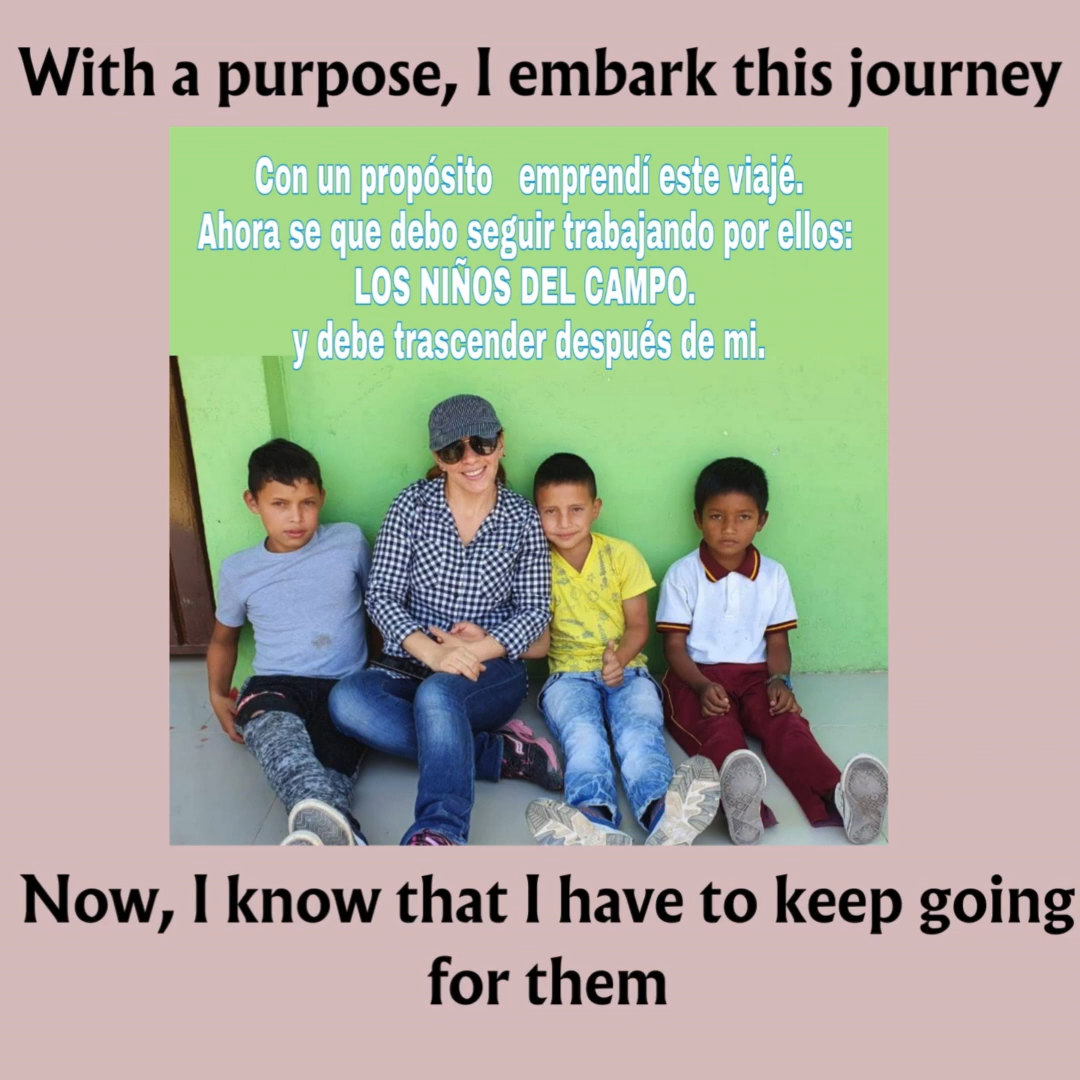 With a purpose, I embark this journey
Con un propósito emprendí este viajé.
Ahora se que debo seguir trabajando por ellos:
LOS NIÑOS DEL CAMPO.
y debe trascender después de mi.
Now, I know that I have to keep going
for them